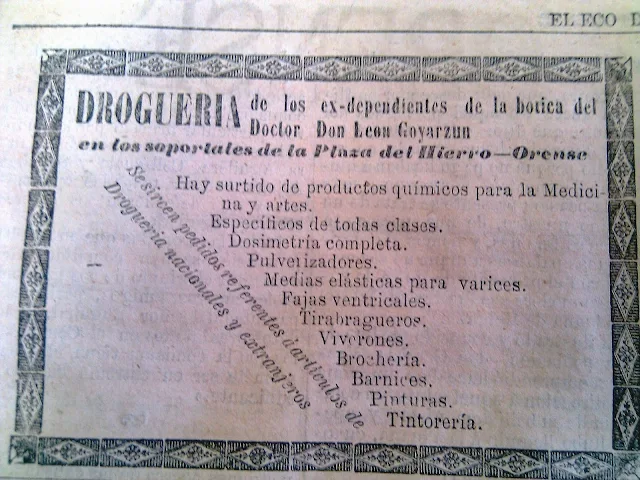 EL ECO
DROGUERIA de los ex-dependientes de la botica del
Doctor Don Leon Goyarzun
en los soportales de la Plaza del Hierro—Orense
Hay surtido de productos químicos para la Medici-
na y artes.
Específicos de todas clases.
Dosimetría completa.
Pulverizadores.
Medias elásticas para varices.
Fajas ventricales.
Tirabragueros.
Viverones.
Brochería.
Barnices.
Pinturas.
Tintorería.
Se sircen pedidos referentes á articulos de
Drogueria nacionales y extranjeros